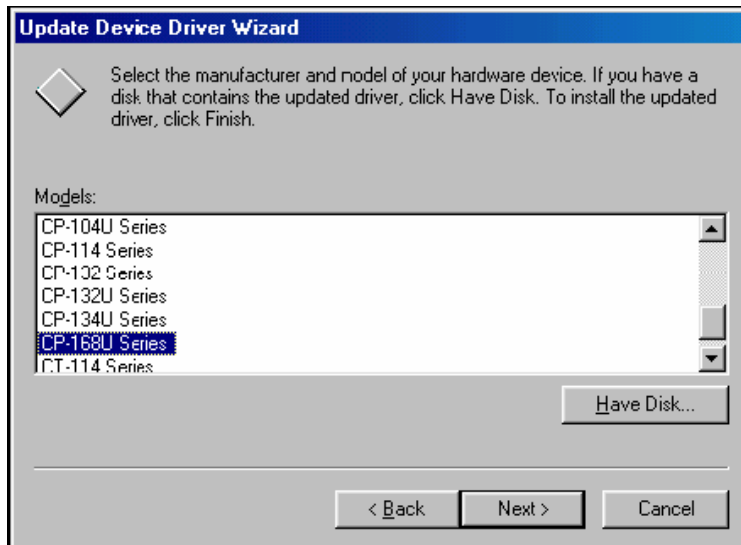 Update Device Driver Wizard
Select the manufacturer and model of your hardware device. If you have a
disk that contains the updated driver, click Have Disk. To install the updated
driver, click Finish.
Models:
CP-104U Series
CP-114 Series
CP-132 Series
CP-132U Series
CP-134U Series
CP-168U Series
CT-114 Series
Have Disk...
< Back
Next >
Cancel